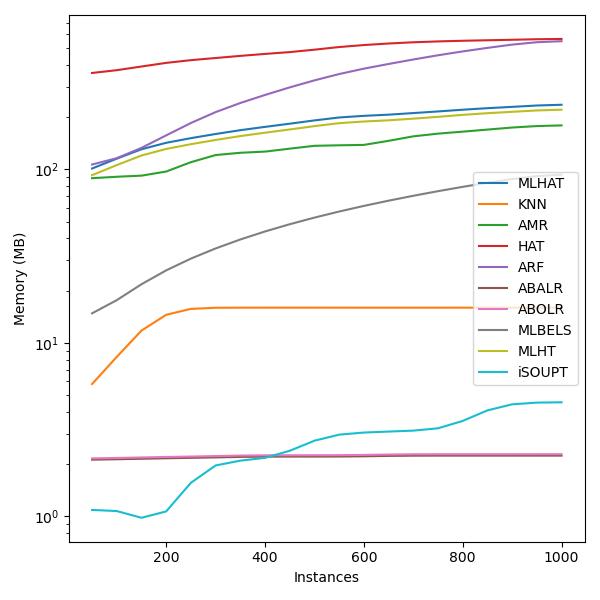 Memory (MB)
10²
10¹
10⁰
MLHAT
KNN
AMR
HAT
ARF
ABALR
ABOLR
MLBELS
MLHT
iSOUPT
200 400 600 800 1000
Instances